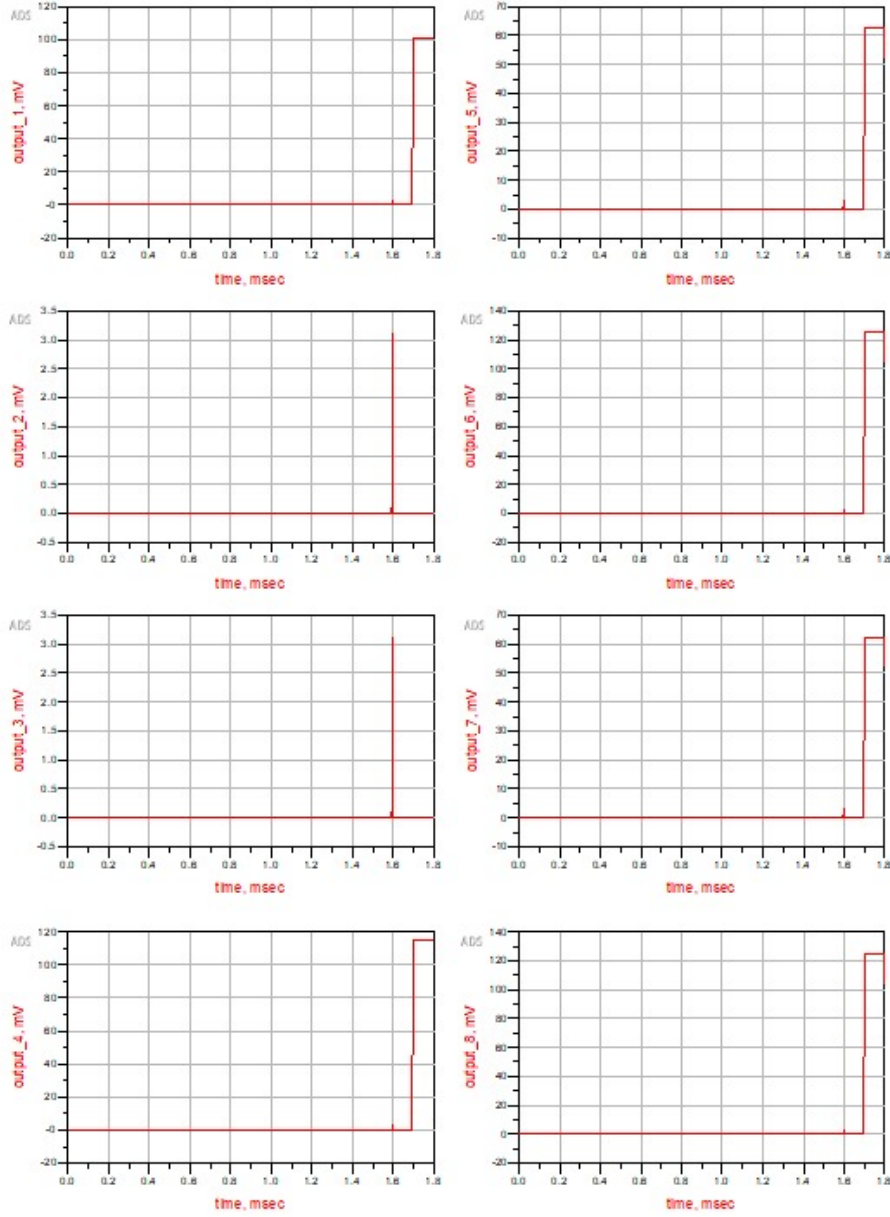 ADS
output_1, mV
120
100
80
60
40
20
-0
-20
0.0 0.2 0.4 0.6 0.8 1.0 1.2 1.4 1.6 1.8
time, msec
ADS
output_5, mV
70
60
50
40
30
20
10
0
-10
0.0 0.2 0.4 0.6 0.8 1.0 1.2 1.4 1.6 1.8
time, msec
ADS
output_2, mV
3.5
3.0
2.5
2.0
1.5
1.0
0.5
0.0
-0.5
0.0 0.2 0.4 0.6 0.8 1.0 1.2 1.4 1.6 1.8
time, msec
ADS
output_6, mV
140
120
100
80
60
40
20
0
-20
0.0 0.2 0.4 0.6 0.8 1.0 1.2 1.4 1.6 1.8
time, msec
ADS
output_3, mV
3.5
3.0
2.5
2.0
1.5
1.0
0.5
0.0
-0.5
0.0 0.2 0.4 0.6 0.8 1.0 1.2 1.4 1.6 1.8
time, msec
ADS
output_7, mV
70
60
50
40
30
20
10
0
-10
0.0 0.2 0.4 0.6 0.8 1.0 1.2 1.4 1.6 1.8
time, msec
ADS
output_4, mV
120
100
80
60
40
20
-0
-20
0.0 0.2 0.4 0.6 0.8 1.0 1.2 1.4 1.6 1.8
time, msec
ADS
output_8, mV
140
120
100
80
60
40
20
0
-20
0.0 0.2 0.4 0.6 0.8 1.0 1.2 1.4 1.6 1.8
time, msec